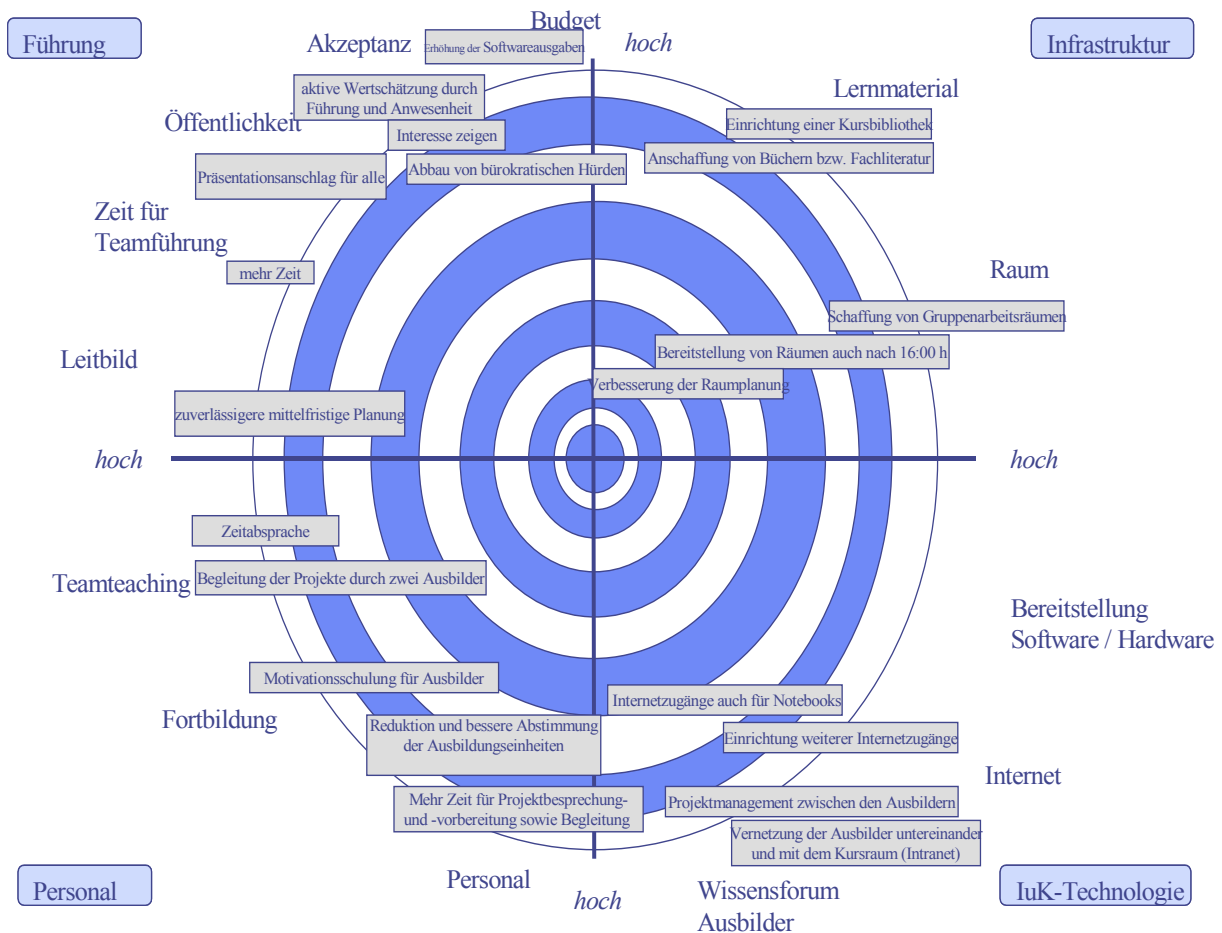 Budget
Führung
Akzeptanz
Erhöhung der Softwareausgaben
hoch
Infrastruktur
aktive Wertschätzung durch
Führung und Anwesenheit
Lernmaterial
Öffentlichkeit
Interesse zeigen
Einrichtung einer Kursbibliothek
Präsentationsanschlag für alle
Abbau von bürokratischen Hürden
Anschaffung von Büchern bzw. Fachliteratur
Zeit für
Teamführung
mehr Zeit
Raum
Schaffung von Gruppenarbeitsräumen
Leitbild
Bereitstellung von Räumen auch nach 16:00 h
Verbesserung der Raumplanung
zuverlässigere mittelfristige Planung
hoch
hoch
Zeitabsprache
Teamteaching
Begleitung der Projekte durch zwei Ausbilder
Bereitstellung
Software / Hardware
Motivationsschulung für Ausbilder
Fortbildung
Internetzugänge auch für Notebooks
Reduktion und bessere Abstimmung
der Ausbildungseinheiten
Einrichtung weiterer Internetzugänge
Internet
Mehr Zeit für Projektbesprechung-
und -vorbereitung sowie Begleitung
Projektmanagement zwischen den Ausbildern
Vernetzung der Ausbilder untereinander
und mit dem Kursraum (Intranet)
Personal
Personal
hoch
Wissensforum
Ausbilder
IuK-Technologie